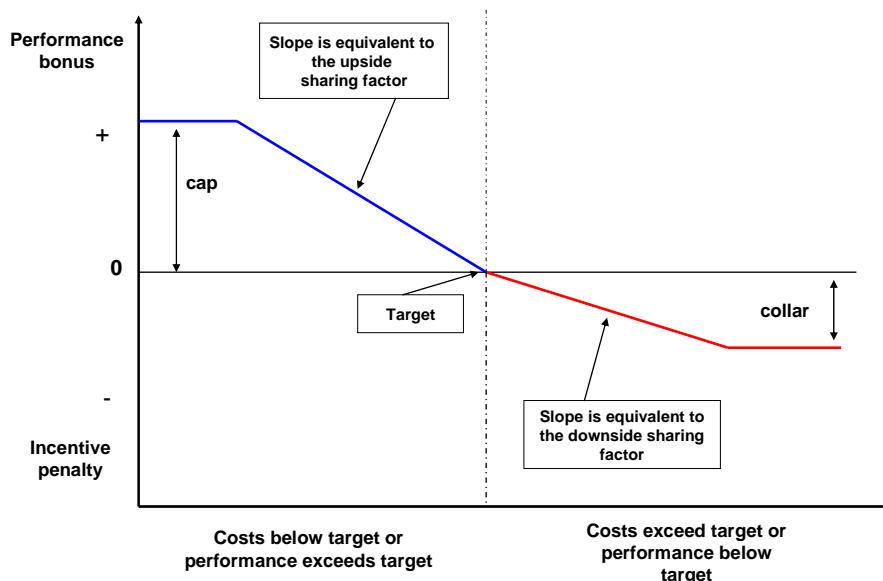 Performance
bonus
Slope is equivalent to
the upside
sharing factor
+
cap
0
Target
collar
-
Slope is equivalent to
the downside sharing
factor
Incentive
penalty
Costs below target or
performance exceeds target
Costs exceed target or
performance below
target